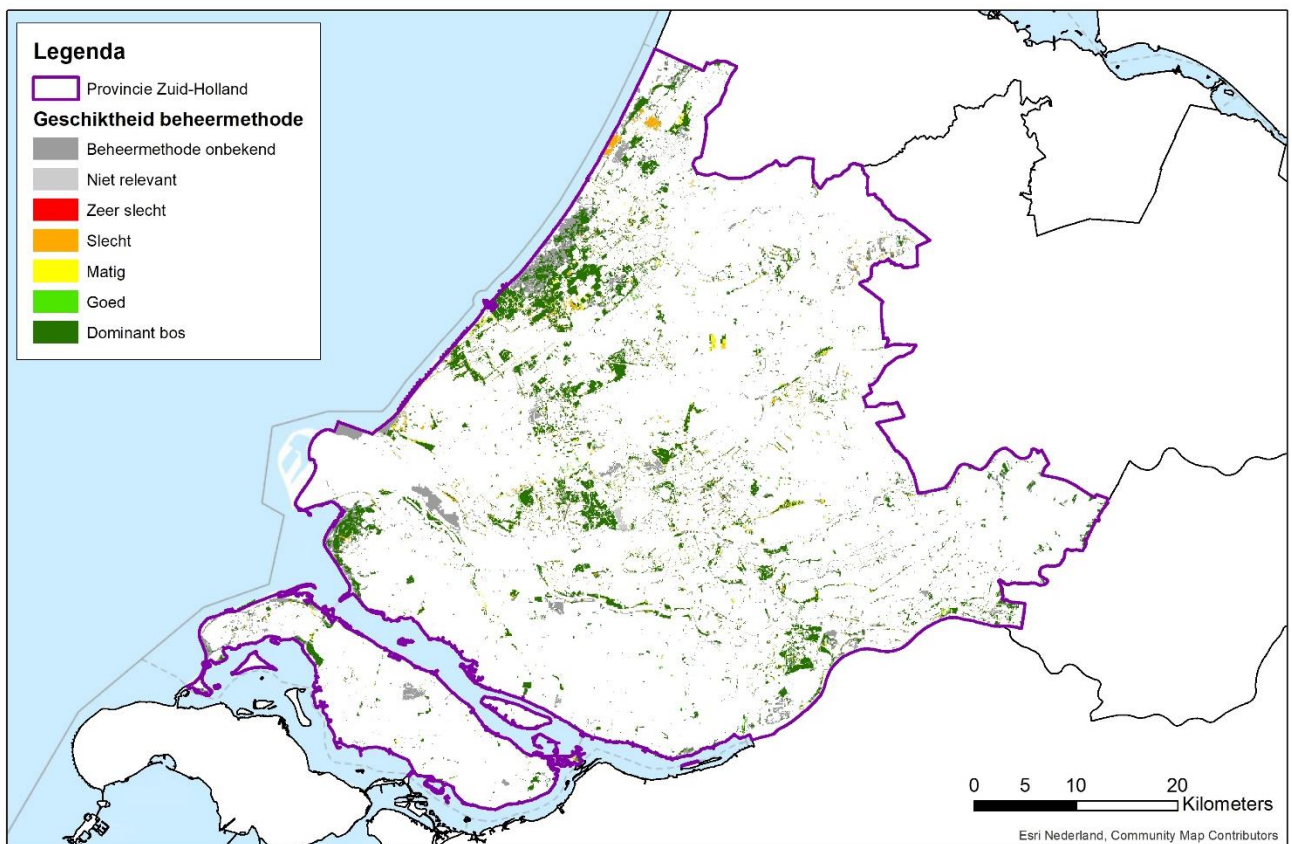 Legenda
Provincie Zuid-Holland
Geschiktheid beheermethode
Beheermethode onbekend
Niet relevant
Zeer slecht
Slecht
Matig
Goed
Dominant bos
0 5 10 20
Kilometers
Esri Nederland, Community Map Contributors